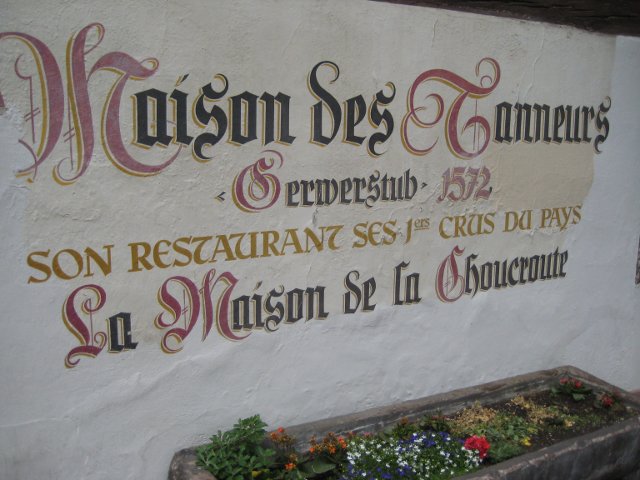 Maison des Tanneurs
- Gerwerstub - 1572
SON RESTAURANT SES 1ers CRUS DU PAYS
La Maison de la Choucroute